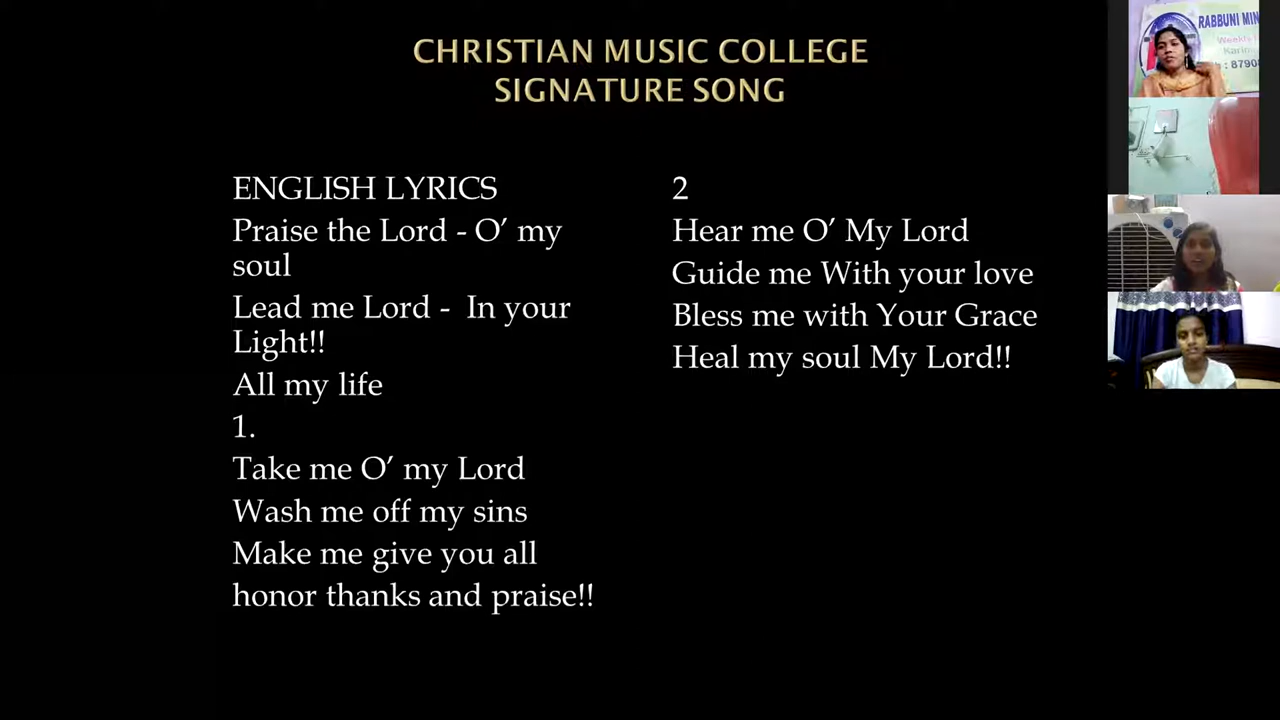 CHRISTIAN MUSIC COLLEGE
SIGNATURE SONG
ENGLISH LYRICS
Praise the Lord - O’ my
soul
Lead me Lord -  In your
Light!!
All my life
1.
Take me O’ my Lord
Wash me off my sins
Make me give you all
honor thanks and praise!!
2
Hear me O’ My Lord
Guide me With your love
Bless me with Your Grace
Heal my soul My Lord!!
RABBUNI MIN
Weekly
Karim
: 8790